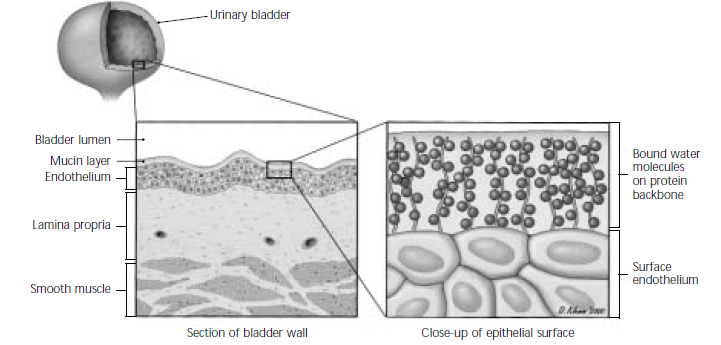 Urinary bladder
Bladder lumen
Mucin layer
Endothelium
Lamina propria
Smooth muscle
Bound water
molecules
on protein
backbone
Surface
endothelium
Section of bladder wall
Close-up of epithelial surface